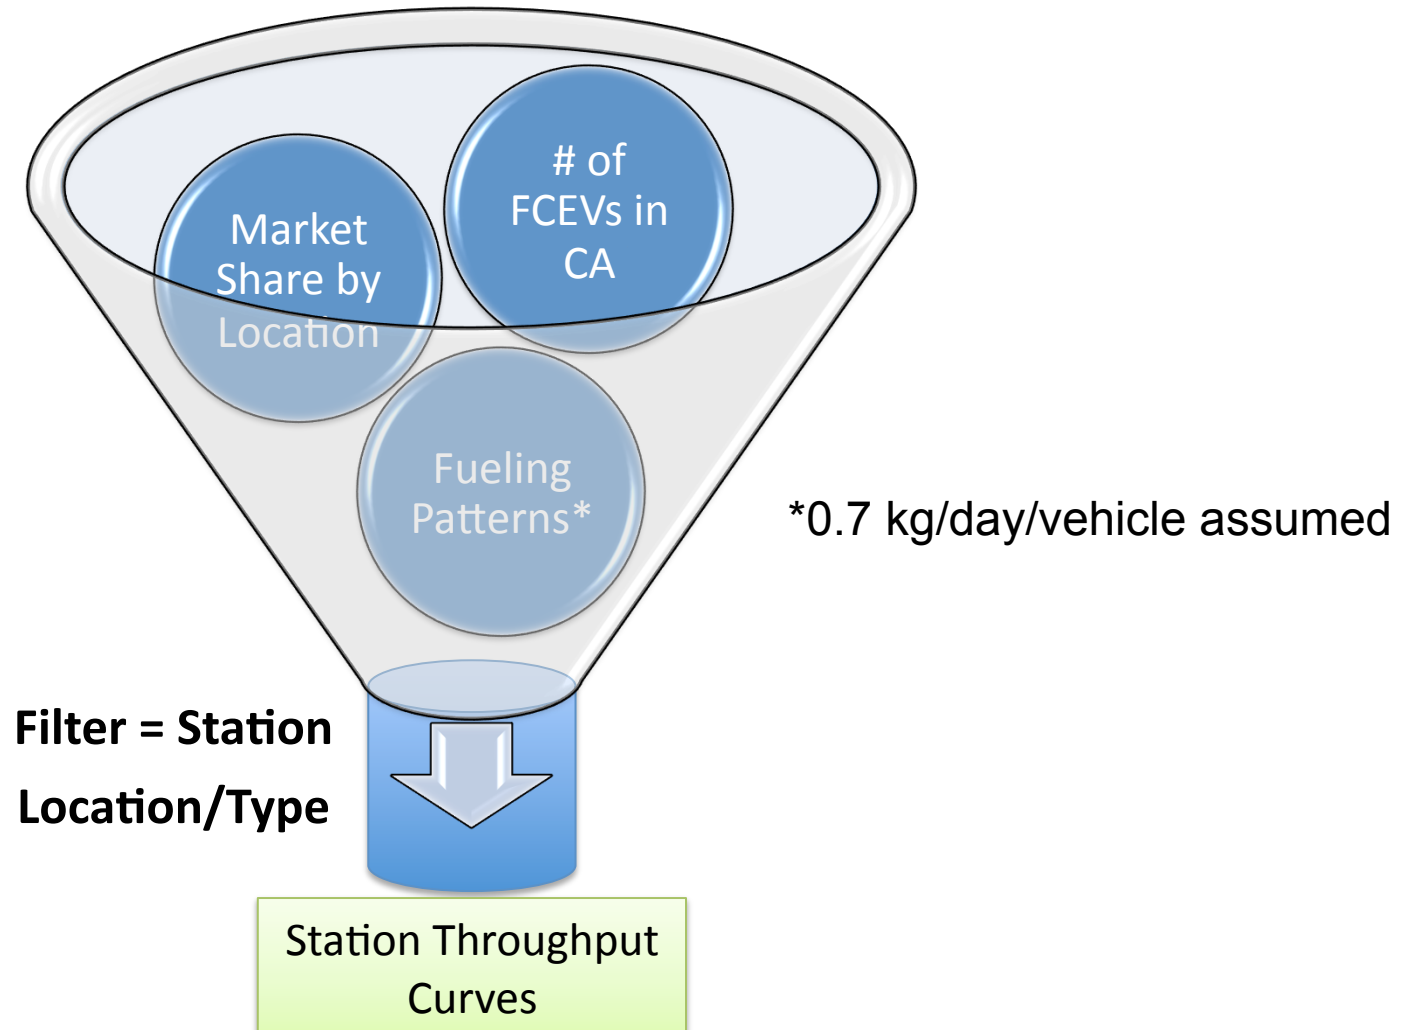 # of
FCEVs in
CA
Market
Share by
Location
Fueling
Patterns*
*0.7 kg/day/vehicle assumed
Filter = Station
Location/Type
Station Throughput
Curves